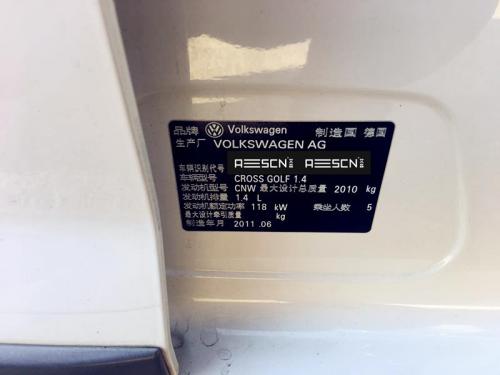 品牌 Volkswagen 制造国 德国
生产厂 VOLKSWAGEN AG
车辆识别代号
车辆型号 CROSS GOLF 1.4
发动机型号 CNW 最大设计总质量 2010 kg
发动机排量 1.4 L
发动机额定功率 118 kW 乘坐人数 5
最大设计牵引质量 kg
制造年月 2011 .06